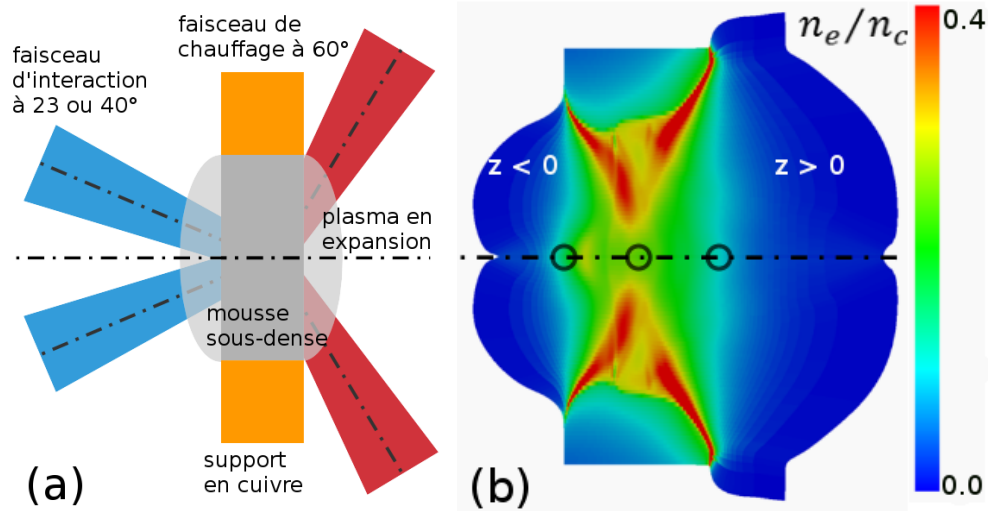 faisceau de
chauffage à 60°
faisceau
d'interaction
à 23 ou 40°
plasma en
expansion
mousse
sous-dense
support
en cuivre
(a)
n_e/n_c
0.4
z < 0
z > 0
0.0
(b)